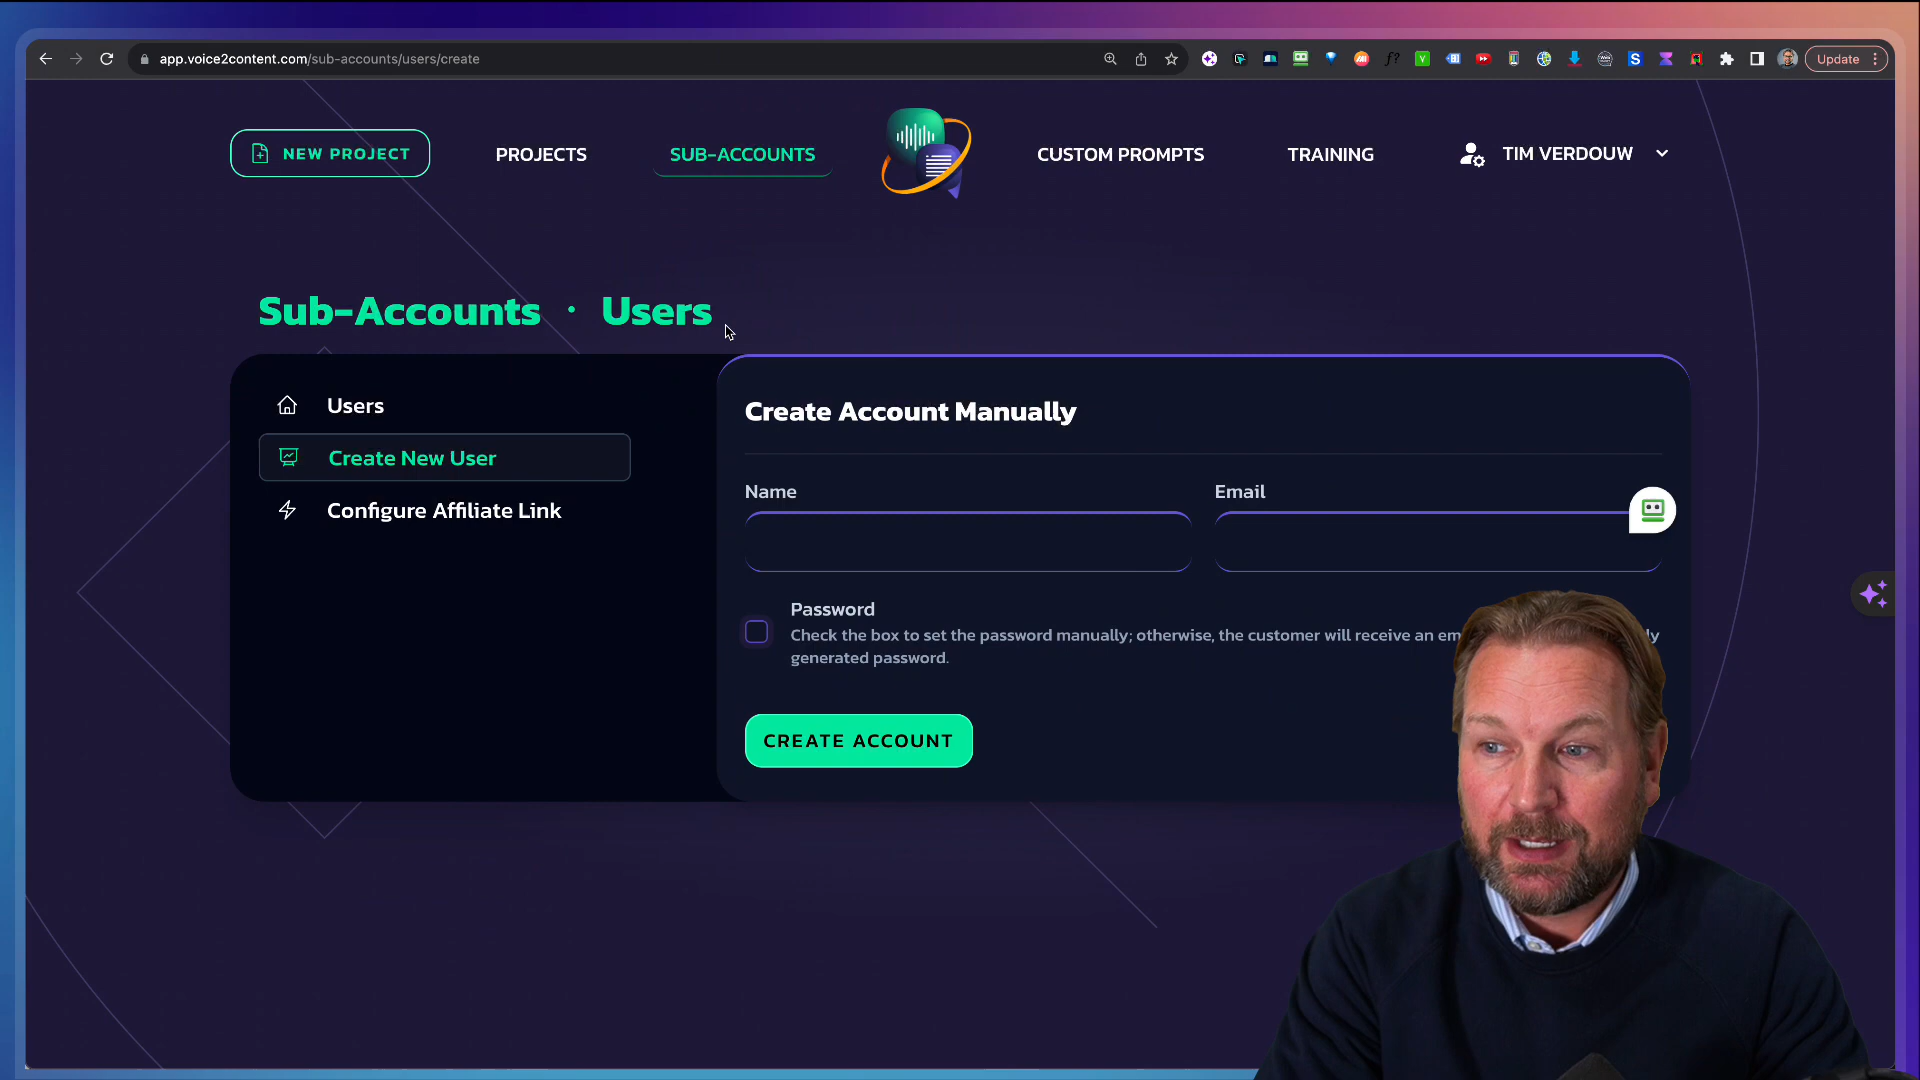 app.voice2content.com/sub-accounts/users/create
Update
NEW PROJECT
PROJECTS
SUB-ACCOUNTS
CUSTOM PROMPTS
TRAINING
TIM VERDOUW
Sub-Accounts · Users
Users
Create New User
Configure Affiliate Link
Create Account Manually
Name
Email
Password
Check the box to set the password manually; otherwise, the customer will receive an
generated password.
CREATE ACCOUNT